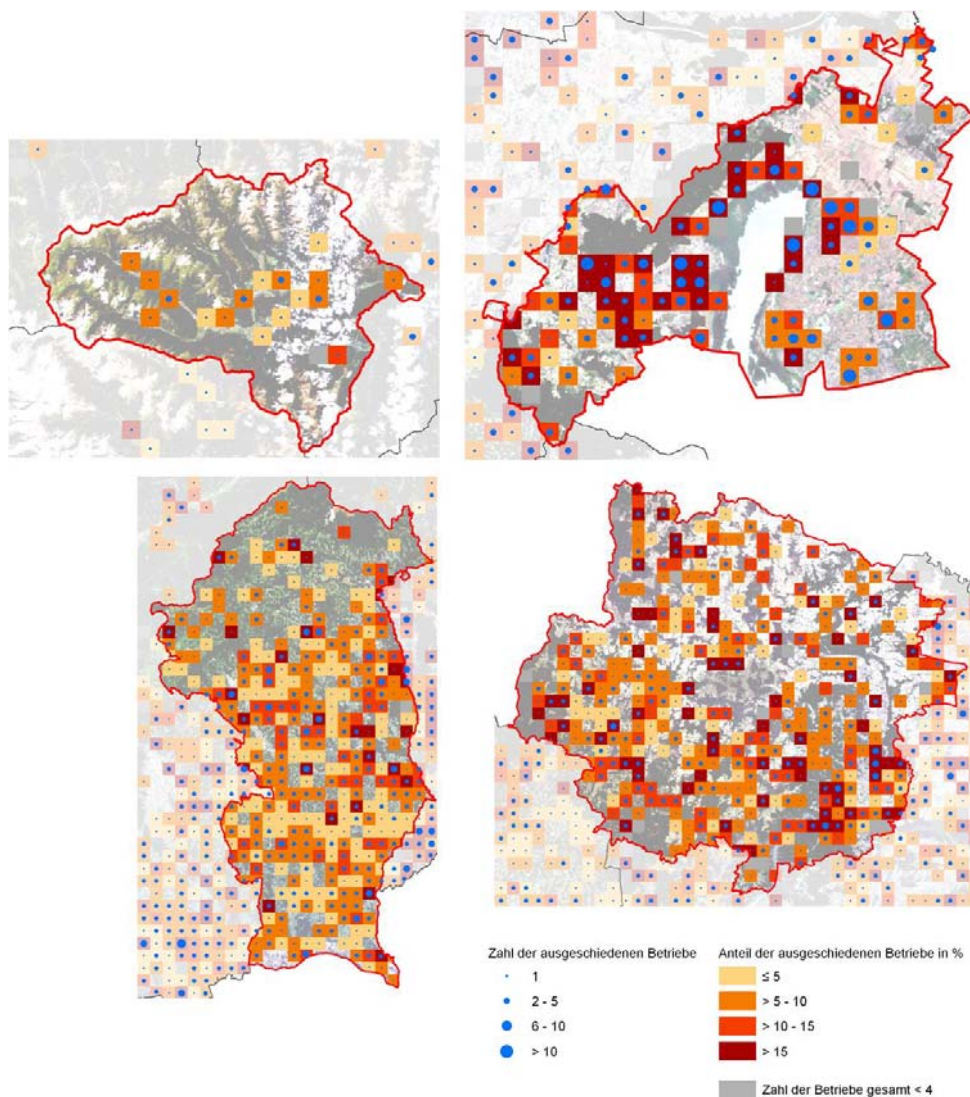 Zahl der ausgeschiedenen Betriebe
1
2 - 5
6 - 10
> 10
Anteil der ausgeschiedenen Betriebe in %
≤ 5
> 5 - 10
> 10 - 15
> 15
Zahl der Betriebe gesamt < 4